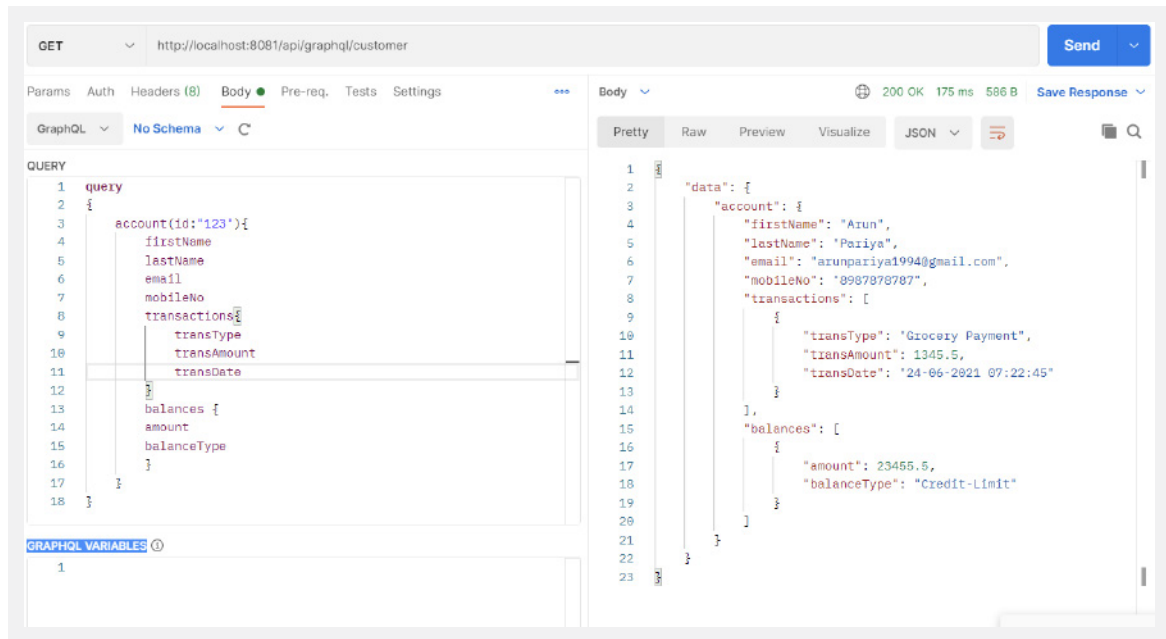 GET http://localhost:8081/api/graphql/customer Send
Params Auth Headers (8) Body Pre-req. Tests Settings
GraphQL No Schema
QUERY
1 query
2 {
3 account(id:"123"){
4 firstName
5 lastName
6 email
7 mobileNo
8 transactions{
9 transType
10 transAmount
11 transDate
12 }
13 balances {
14 amount
15 balanceType
16 }
17 }
18 }
GRAPHQL VARIABLES
1
Body 200 OK 175 ms 586 B Save Response
Pretty Raw Preview Visualize JSON
1 {
2 "data": {
3 "account": {
4 "firstName": "Arun",
5 "lastName": "Pariya",
6 "email": "arunpariya1994@gmail.com",
7 "mobileNo": "8987878787",
8 "transactions": [
9 {
10 "transType": "Grocery Payment",
11 "transAmount": 1345.5,
12 "transDate": "24-06-2021 07:22:45"
13 }
14 ],
15 "balances": [
16 {
17 "amount": 23455.5,
18 "balanceType": "Credit-Limit"
19 }
20 ]
21 }
22 }
23 }